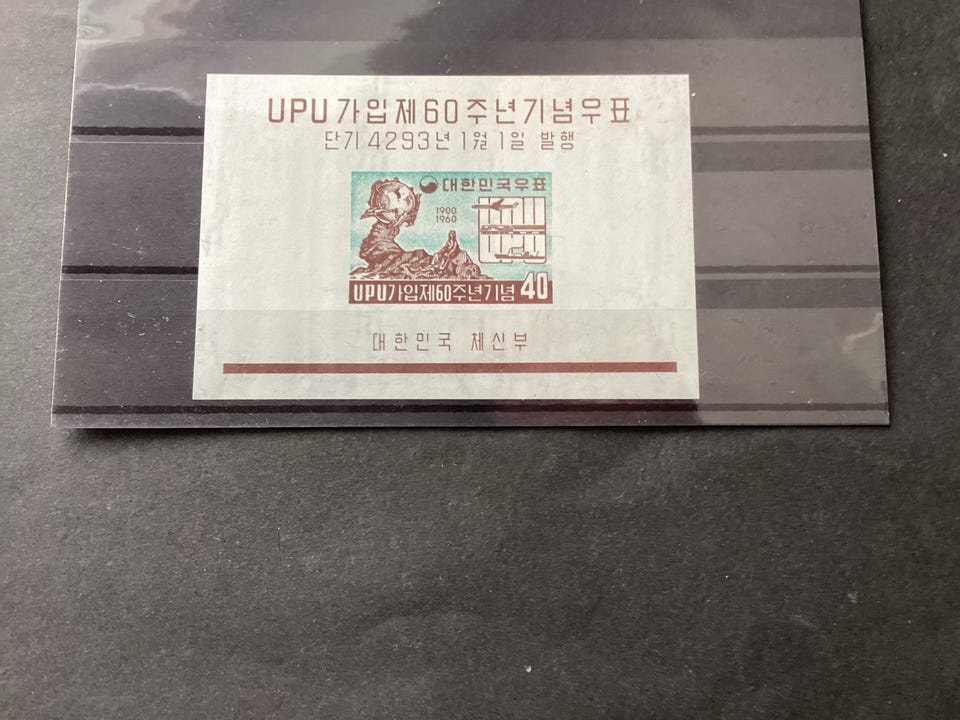 UPU가입제60주년기념우표
단기 4293년 1월 1일 발행
대한민국우표
1900
1960
UPU가입제60주년기념 40
대한민국 체신부